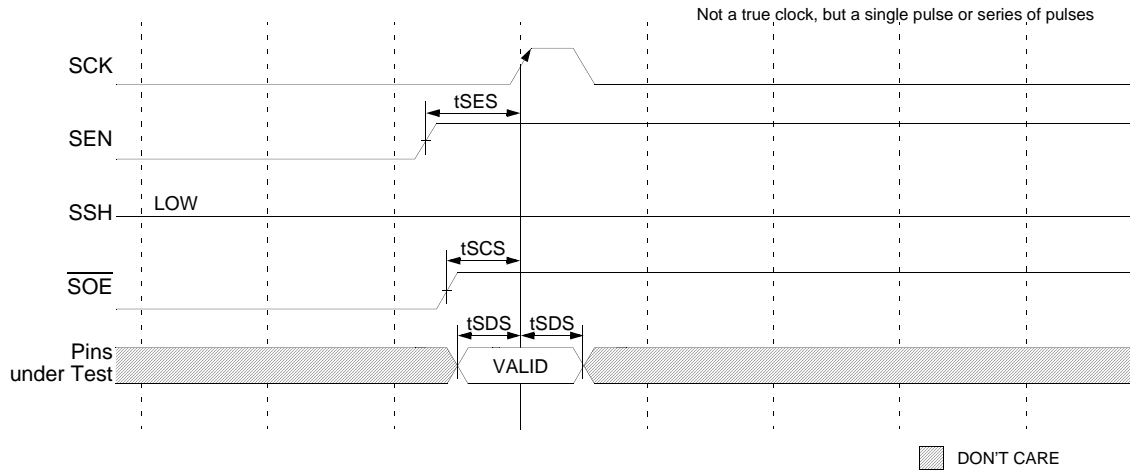 Not a true clock, but a single pulse or series of pulses
SCK
tSES
SEN
SSH LOW
tSCS
SOE
tSDS tSDS
Pins
under Test
VALID
DON'T CARE